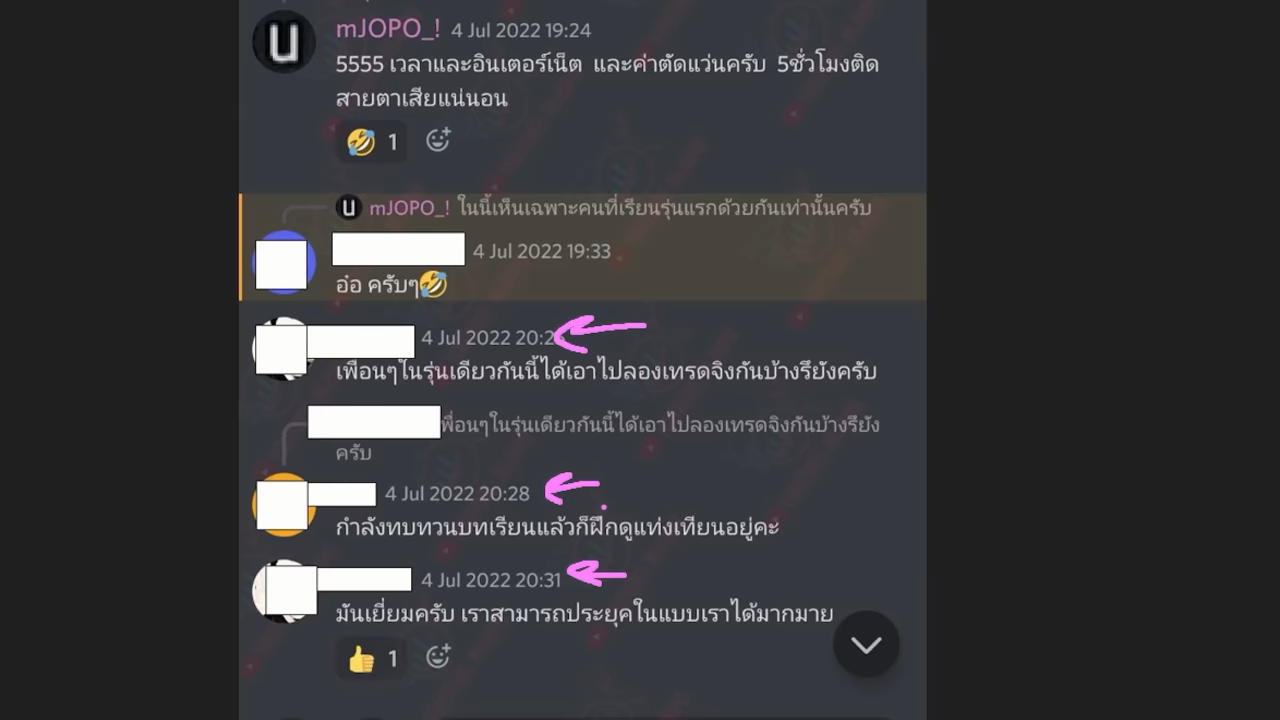 mJOPO_! 4 Jul 2022 19:24
5555 เวลาและอินเตอร์เน็ต และค่าตัดแว่นครับ 5ชั่วโมงติด
สายตาเสียแน่นอน
🤣 1
mJOPO_! ในนี้เห็นเฉพาะคนที่เรียนรุ่นแรกด้วยกันเท่านั้นครับ
4 Jul 2022 19:33
อ๋อ ครับๆ🤣
4 Jul 2022
เพื่อนๆในรุ่นเดียวกันนี้ได้เอาไปลองเทรดจิงกันบ้างรึยังครับ
พื่อนๆในรุ่นเดียวกันนี้ได้เอาไปลองเทรดจิงกันบ้างรึยัง
ครับ
4 Jul 2022 20:28
กำลังทบทวนบทเรียนแล้วก็ฝึกดูแท่งเทียนอยู่คะ
4 Jul 2022 20:31
มันเยี่ยมครับ เราสามารถประยุคในแบบเราได้มากมาย
👍 1